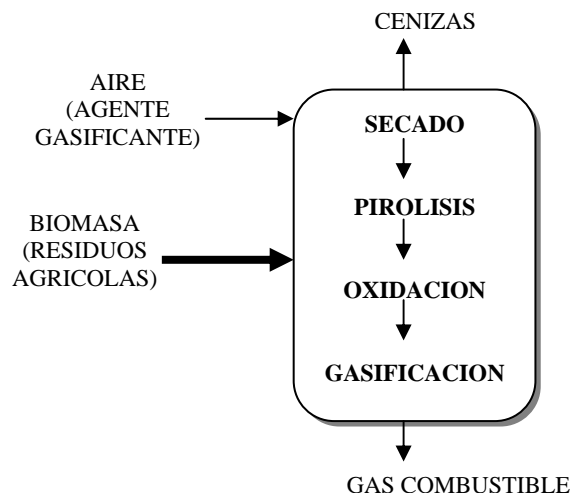 CENIZAS
AIRE
(AGENTE
GASIFICANTE)
SECADO
PIROLISIS
BIOMASA
(RESIDUOS
AGRICOLAS)
OXIDACION
GASIFICACION
GAS COMBUSTIBLE